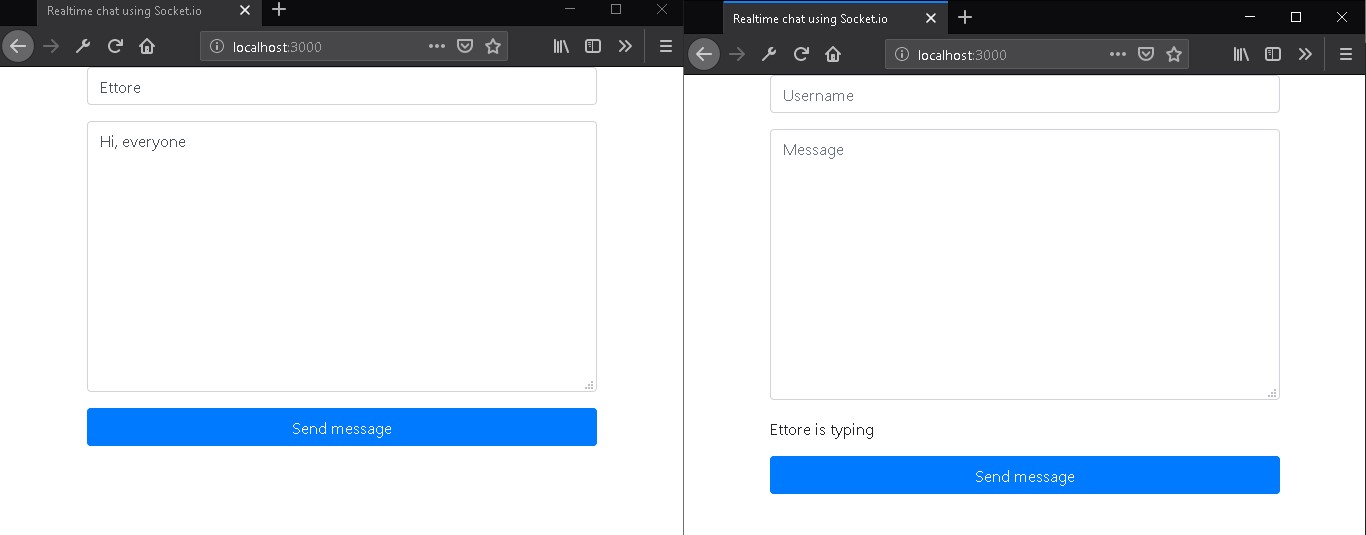 Realtime chat using Socket.io
localhost:3000
Ettore
Hi, everyone
Send message
Realtime chat using Socket.io
localhost:3000
Username
Message
Ettore is typing
Send message